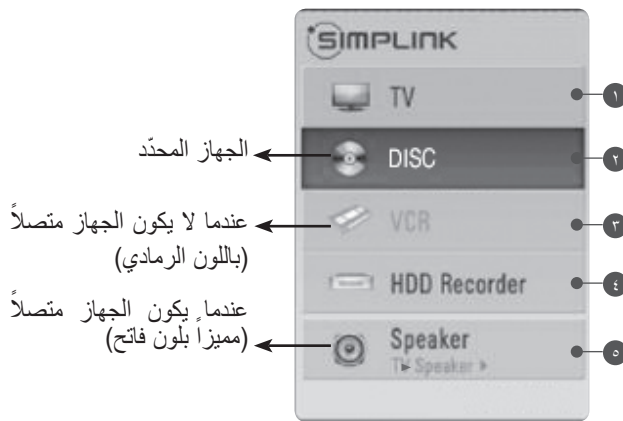 SIMPLINK
TV
١
DISC
٢
الجهاز المحدّد
VCR
٣
عندما لا يكون الجهاز متصلاً
(باللون الرمادي)
HDD Recorder
٤
عندما يكون الجهاز متصلاً
(مميزاً بلون فاتح)
Speaker
٥
TV Speaker